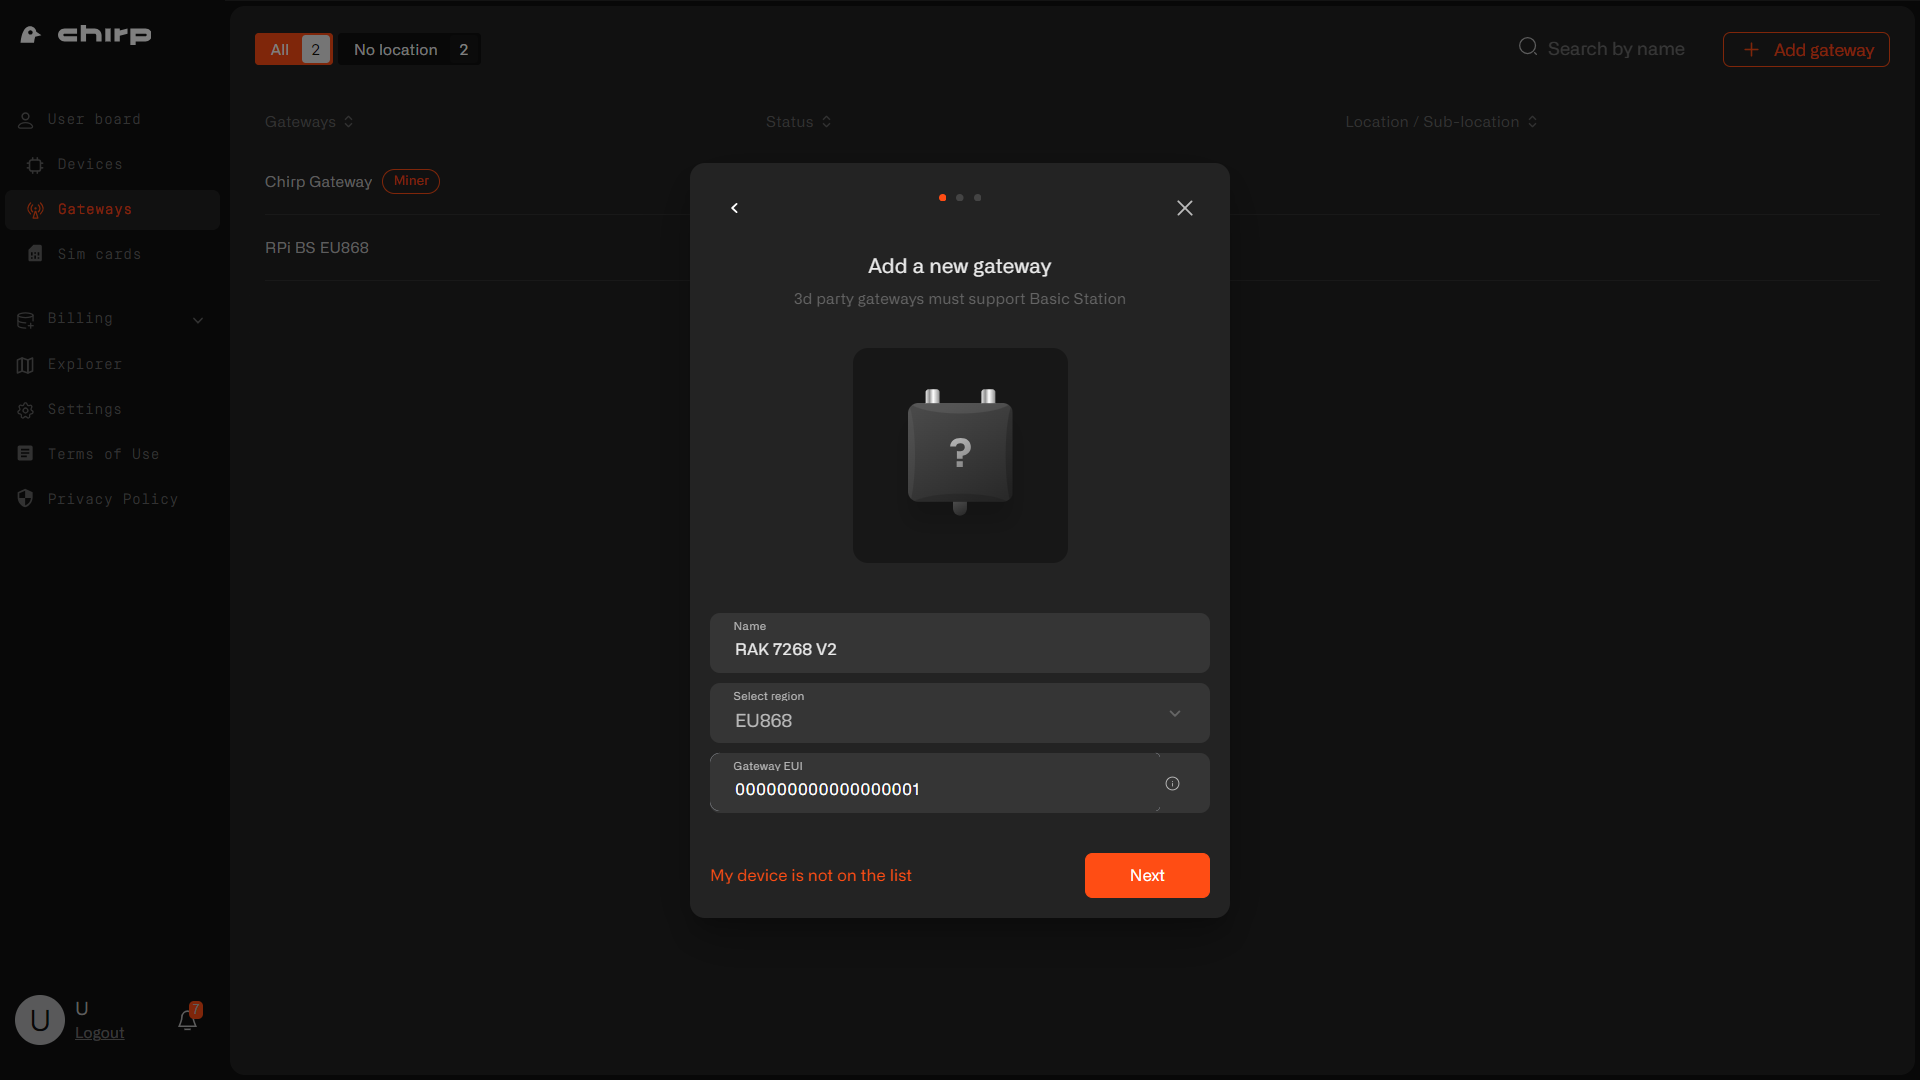 chirp
User board
Devices
Gateways
Sim cards
Billing
Explorer
Settings
Terms of Use
Privacy Policy
U
U
Logout
7
All 2
No location 2
Search by name
+ Add gateway
Gateways
Status
Location / Sub-location
Chirp Gateway Miner
RPi BS EU868
Add a new gateway
3d party gateways must support Basic Station
?
Name
RAK 7268 V2
Select region
EU868
Gateway EUI
000000000000000001
My device is not on the list
Next